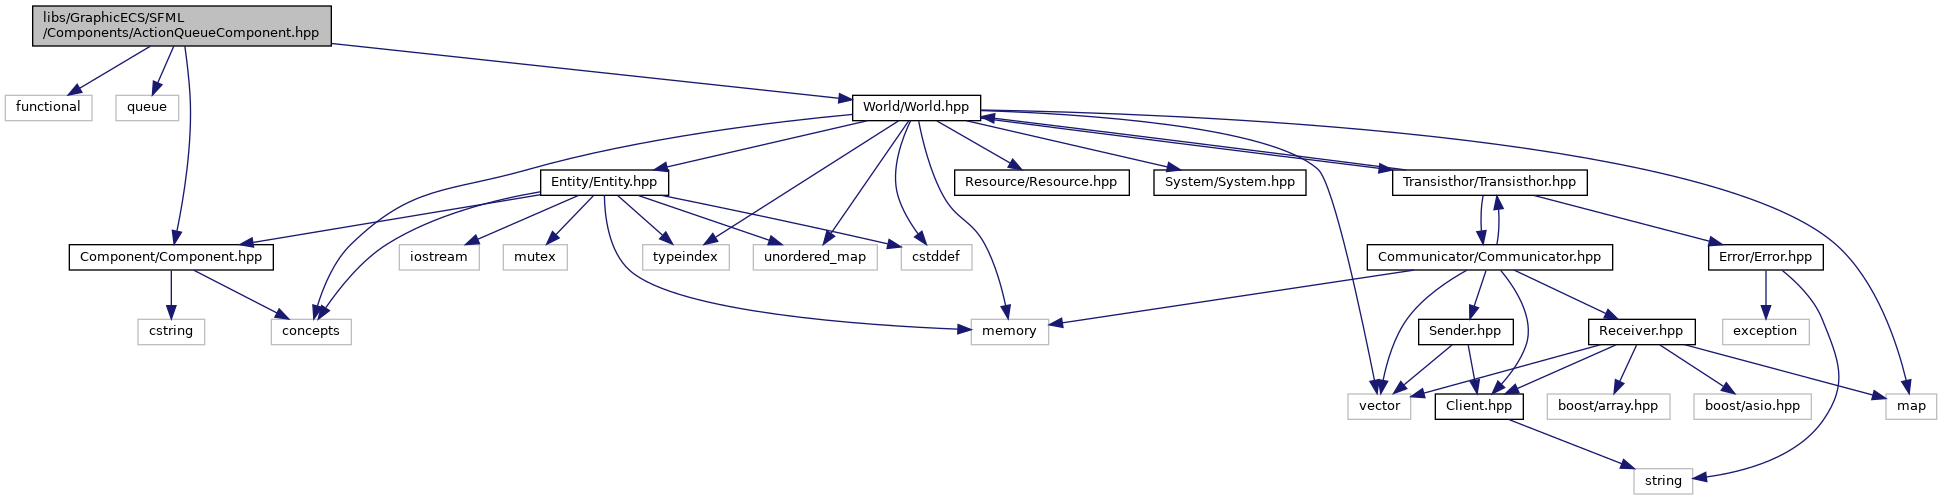 libs/GraphicECS/SFML
/Components/ActionQueueComponent.hpp
functional
queue
World/World.hpp
Entity/Entity.hpp
Resource/Resource.hpp
System/System.hpp
Transisthor/Transisthor.hpp
Component/Component.hpp
iostream
mutex
typeindex
unordered_map
cstddef
Communicator/Communicator.hpp
Error/Error.hpp
cstring
concepts
memory
Sender.hpp
Receiver.hpp
exception
vector
Client.hpp
boost/array.hpp
boost/asio.hpp
map
string